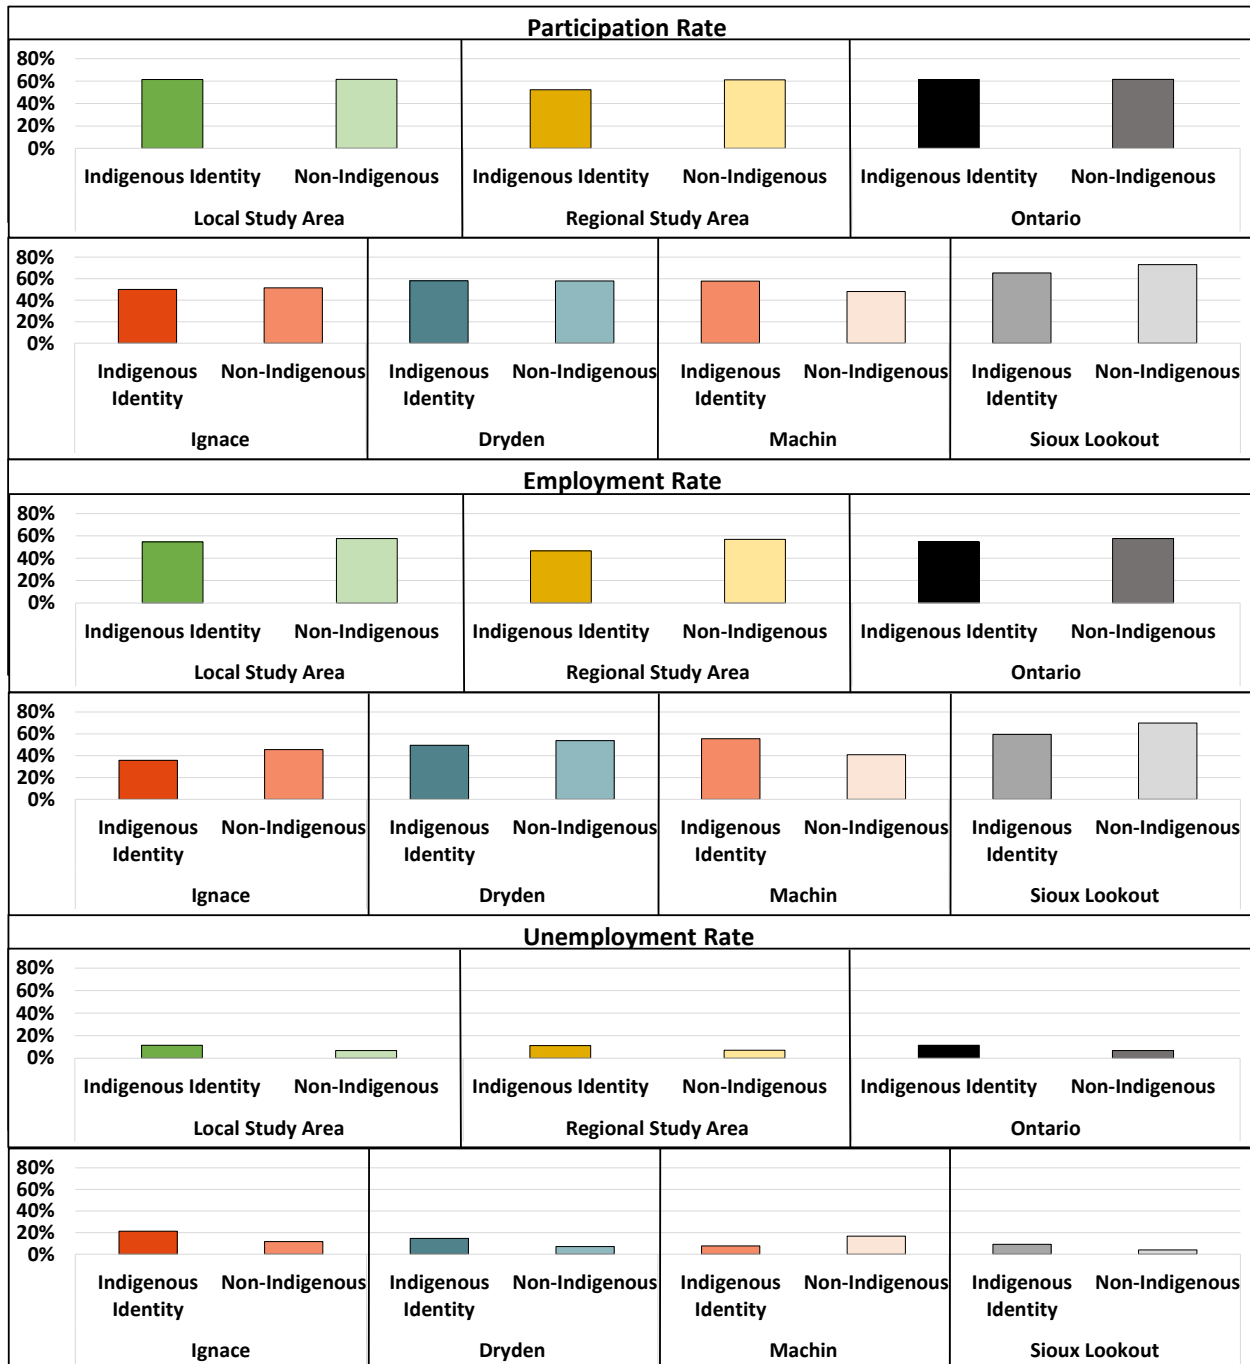 Participation Rate
80%
60%
40%
20%
0%
Indigenous Identity Non-Indigenous Indigenous Identity Non-Indigenous Indigenous Identity Non-Indigenous
Local Study Area Regional Study Area Ontario
80%
60%
40%
20%
0%
Indigenous Non-Indigenous Indigenous Non-Indigenous Indigenous Non-Indigenous Indigenous Non-Indigenous
Identity Identity Identity Identity
Ignace Dryden Machin Sioux Lookout
Employment Rate
80%
60%
40%
20%
0%
Indigenous Identity Non-Indigenous Indigenous Identity Non-Indigenous Indigenous Identity Non-Indigenous
Local Study Area Regional Study Area Ontario
80%
60%
40%
20%
0%
Indigenous Non-Indigenous Indigenous Non-Indigenous Indigenous Non-Indigenous Indigenous Non-Indigenous
Identity Identity Identity Identity
Ignace Dryden Machin Sioux Lookout
Unemployment Rate
80%
60%
40%
20%
0%
Indigenous Identity Non-Indigenous Indigenous Identity Non-Indigenous Indigenous Identity Non-Indigenous
Local Study Area Regional Study Area Ontario
80%
60%
40%
20%
0%
Indigenous Non-Indigenous Indigenous Non-Indigenous Indigenous Non-Indigenous Indigenous Non-Indigenous
Identity Identity Identity Identity
Ignace Dryden Machin Sioux Lookout